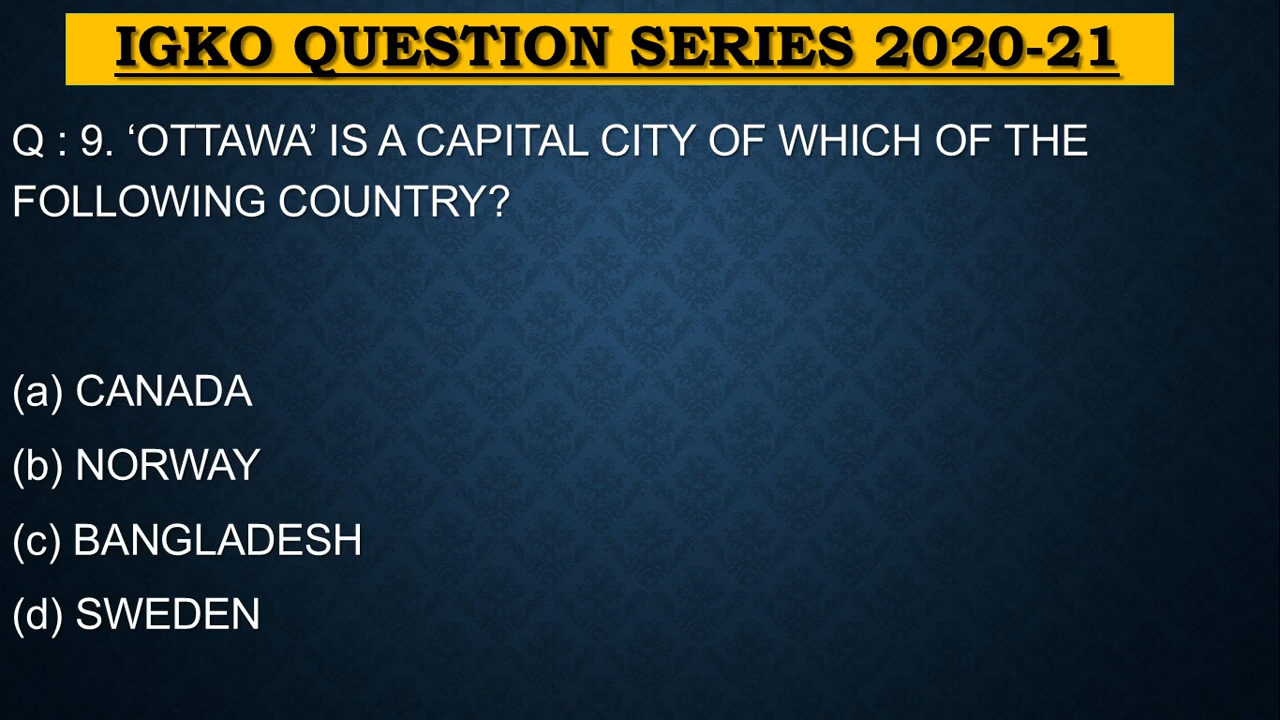 IGKO QUESTION SERIES 2020-21
Q : 9. ‘OTTAWA’ IS A CAPITAL CITY OF WHICH OF THE
FOLLOWING COUNTRY?
(a) CANADA
(b) NORWAY
(c) BANGLADESH
(d) SWEDEN